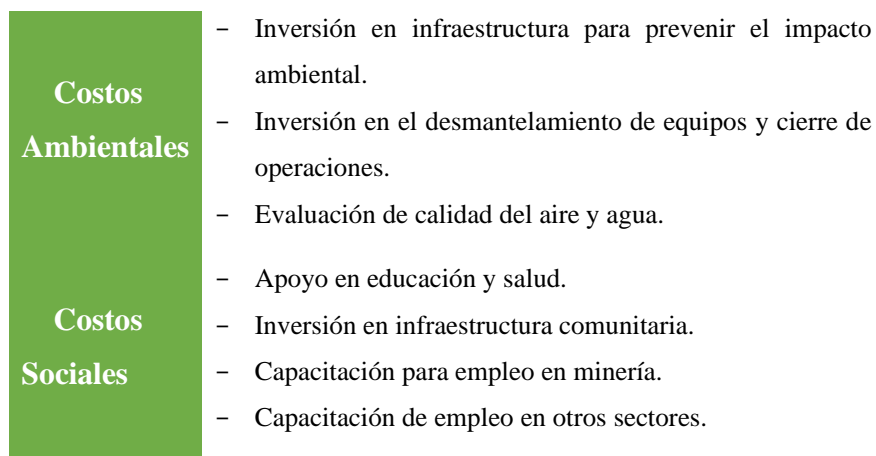 Costos
Ambientales
- Inversión en infraestructura para prevenir el impacto
ambiental.
- Inversión en el desmantelamiento de equipos y cierre de
operaciones.
- Evaluación de calidad del aire y agua.
Costos
Sociales
- Apoyo en educación y salud.
- Inversión en infraestructura comunitaria.
- Capacitación para empleo en minería.
- Capacitación de empleo en otros sectores.